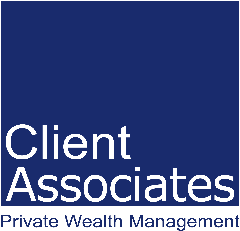 Client
Associates
Private Wealth Management